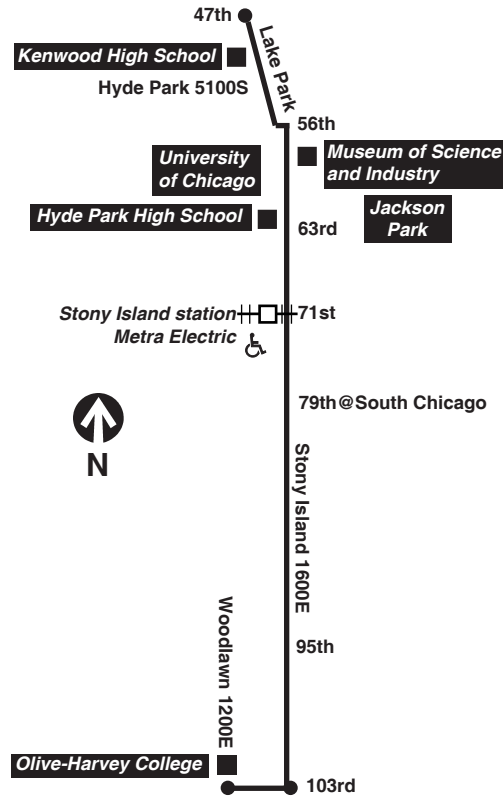 47th
Lake Park
Kenwood High School
Hyde Park 5100S
56th
University
of Chicago
Museum of Science
and Industry
Hyde Park High School
Jackson
Park
63rd
Stony Island station
Metra Electric
71st
79th@South Chicago
N
Stony Island 1600E
Woodlawn 1200E
95th
Olive-Harvey College
103rd